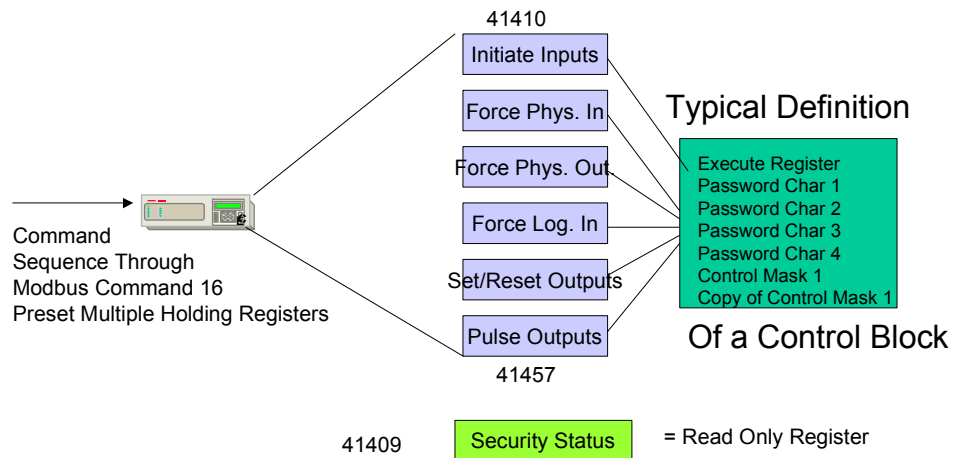 41410
Initiate Inputs
Force Phys. In
Force Phys. Out
Force Log. In
Set/Reset Outputs
Pulse Outputs
41457
Command
Sequence Through
Modbus Command 16
Preset Multiple Holding Registers
Typical Definition
Execute Register
Password Char 1
Password Char 2
Password Char 3
Password Char 4
Control Mask 1
Copy of Control Mask 1
Of a Control Block
41409
Security Status
= Read Only Register